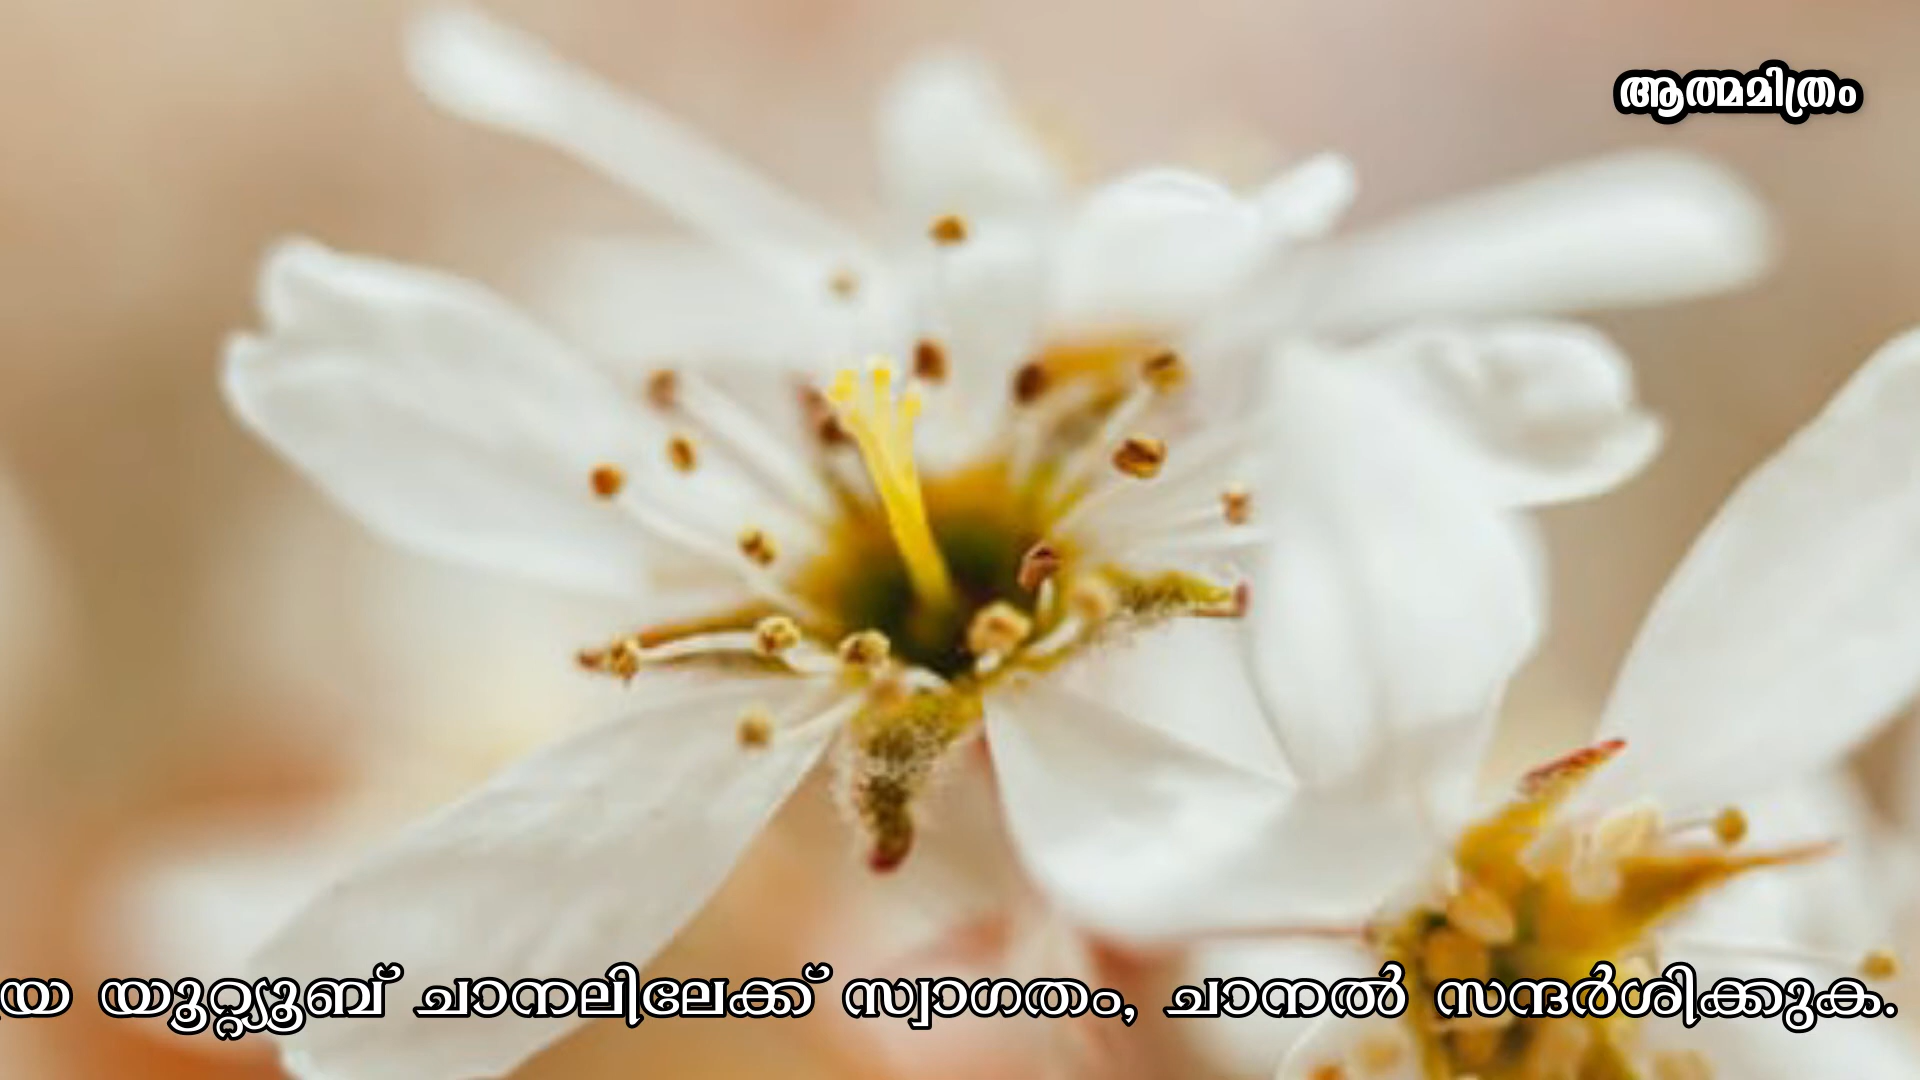 ആത്മമിത്രം
യൂറ്റ്യൂബ് ചാനലിലേക്ക് സ്വാഗതം, ചാനൽ സന്ദർശിക്കുക.